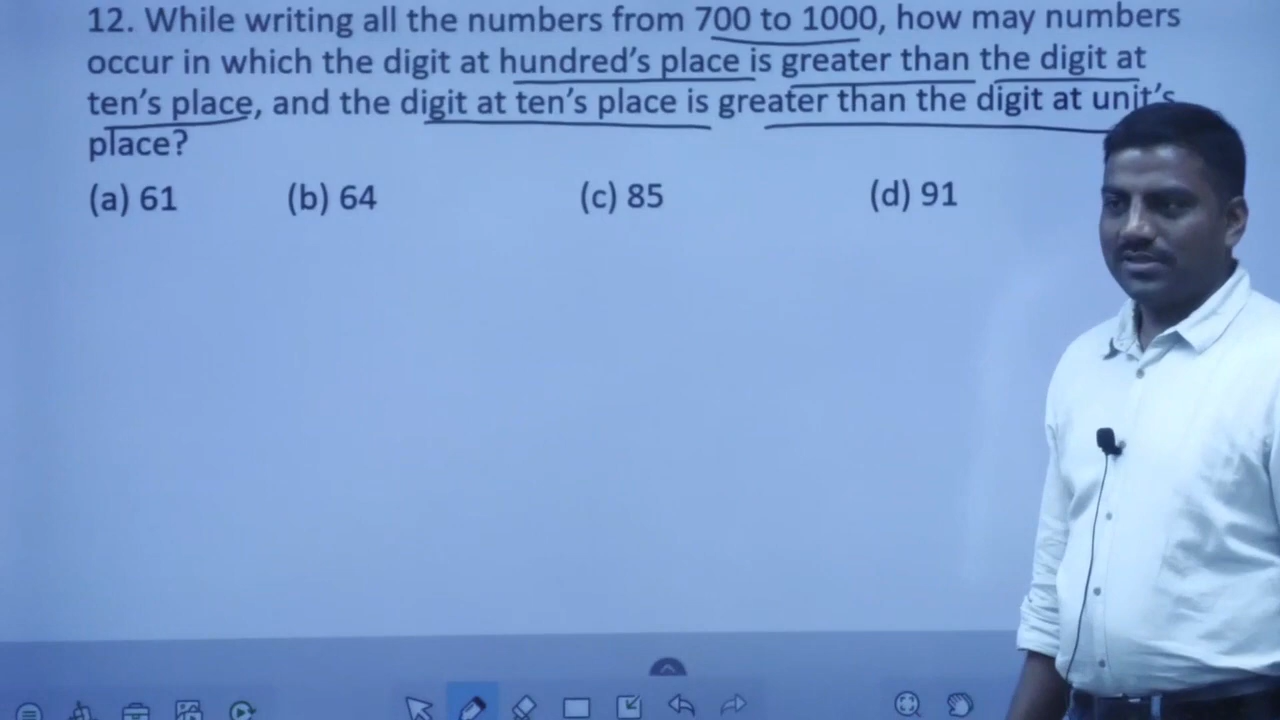 12. While writing all the numbers from 700 to 1000, how may numbers
occur in which the digit at hundred's place is greater than the digit at
ten's place, and the digit at ten's place is greater than the digit at unit's
place?
(a) 61 (b) 64 (c) 85 (d) 91